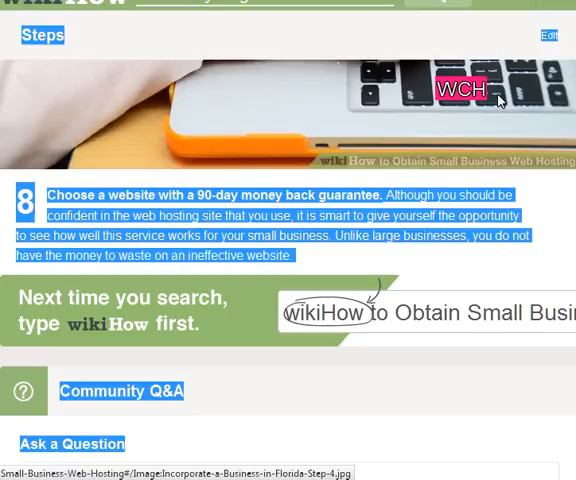 wikiHow
Steps
Edit
WCH
wikiHow to Obtain Small Business Web Hosting
8
Choose a website with a 90-day money back guarantee. Although you should be
confident in the web hosting site that you use, it is smart to give yourself the opportunity
to see how well this service works for your small business. Unlike large businesses, you do not
have the money to waste on an ineffective website.
Next time you search,
type wikiHow first.
wikiHow to Obtain Small Busi
Community Q&A
Ask a Question
Small-Business-Web-Hosting#/Image:Incorporate-a-Business-in-Florida-Step-4.jpg